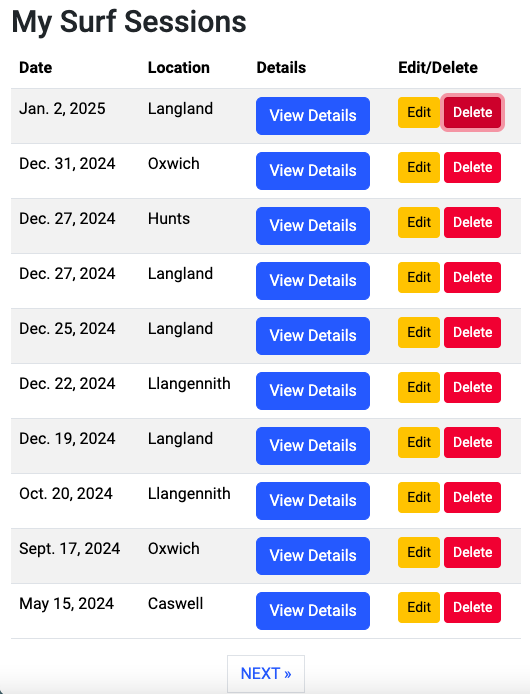 My Surf Sessions
Date Location Details Edit/Delete
Jan. 2, 2025 Langland View Details Edit Delete
Dec. 31, 2024 Oxwich View Details Edit Delete
Dec. 27, 2024 Hunts View Details Edit Delete
Dec. 27, 2024 Langland View Details Edit Delete
Dec. 25, 2024 Langland View Details Edit Delete
Dec. 22, 2024 Llangennith View Details Edit Delete
Dec. 19, 2024 Langland View Details Edit Delete
Oct. 20, 2024 Llangennith View Details Edit Delete
Sept. 17, 2024 Oxwich View Details Edit Delete
May 15, 2024 Caswell View Details Edit Delete
NEXT »